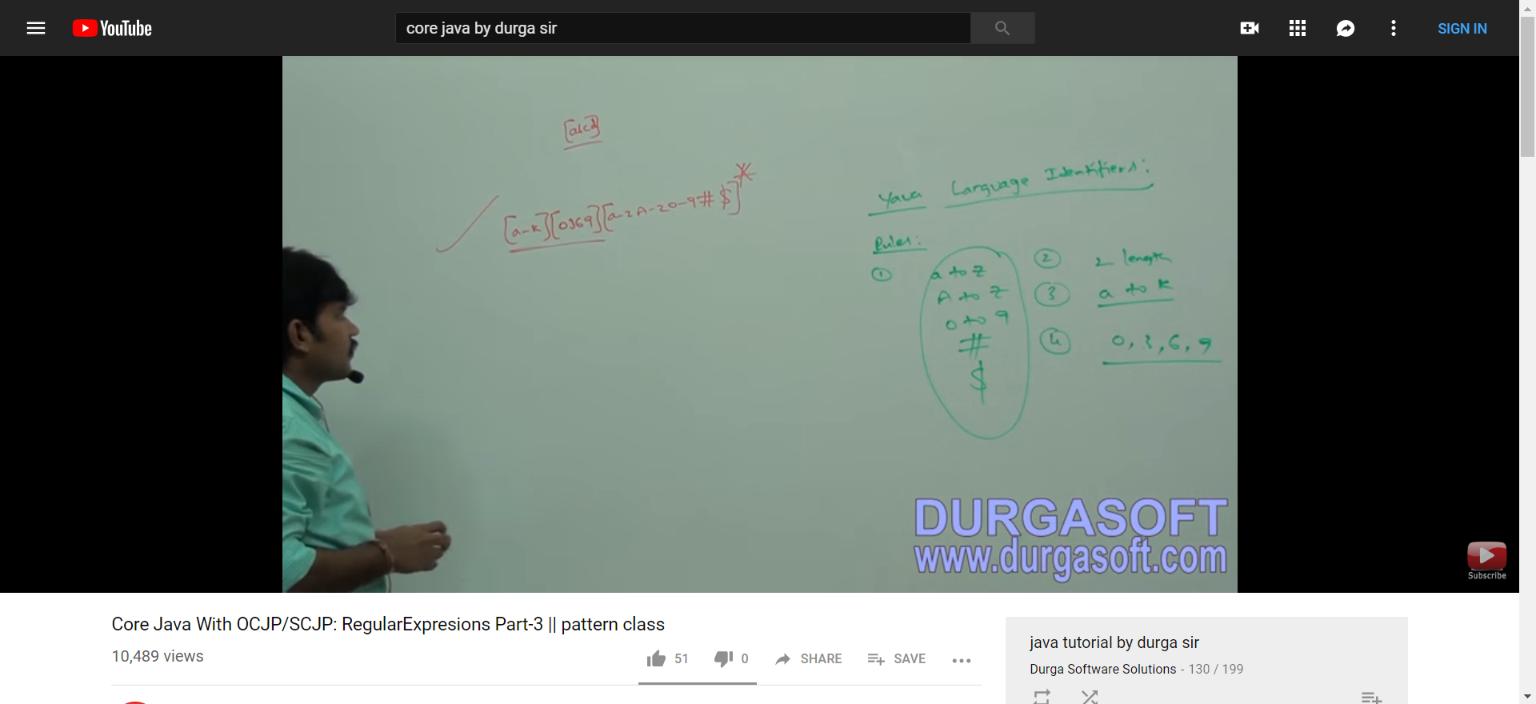 YouTube
core java by durga sir
SIGN IN
[a-k][0369][a-zA-Z0-9#$]*
Yava Language Identifiers:
Rules:
① a to z
A to Z
0 to 9
#
$
② 2 length
③ a to k
④ 0, 3, 6, 9
DURGASOFT
www.durgasoft.com
Subscribe
Core Java With OCJP/SCJP: RegularExpresions Part-3 || pattern class
10,489 views
51
0
SHARE
SAVE
java tutorial by durga sir
Durga Software Solutions - 130 / 199